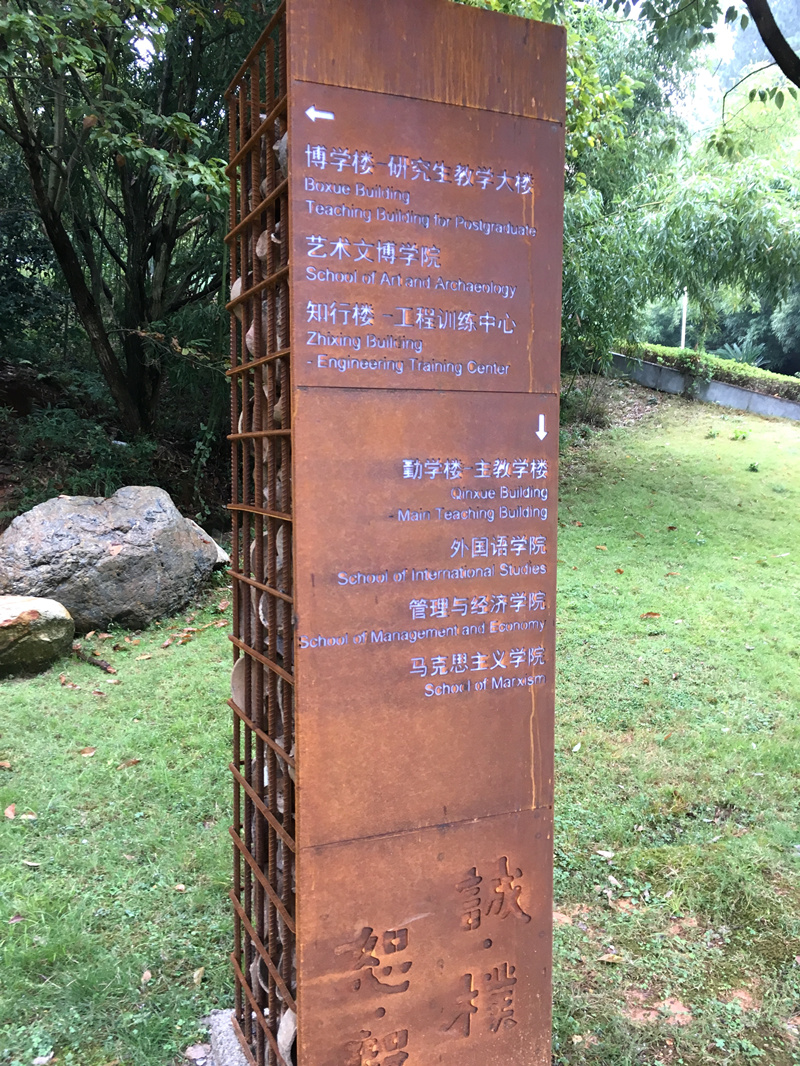 ←
博学楼-研究生教学大楼
Boxue Building
Teaching Building for Postgraduate
艺术文博学院
School of Art and Archaeology
知行楼 -工程训练中心
Zhixing Building
- Engineering Training Center
↓
勤学楼-主教学楼
Qinxue Building
- Main Teaching Building
外国语学院
School of International Studies
管理与经济学院
School of Management and Economy
马克思主义学院
School of Marxism
誠·樸
恕·